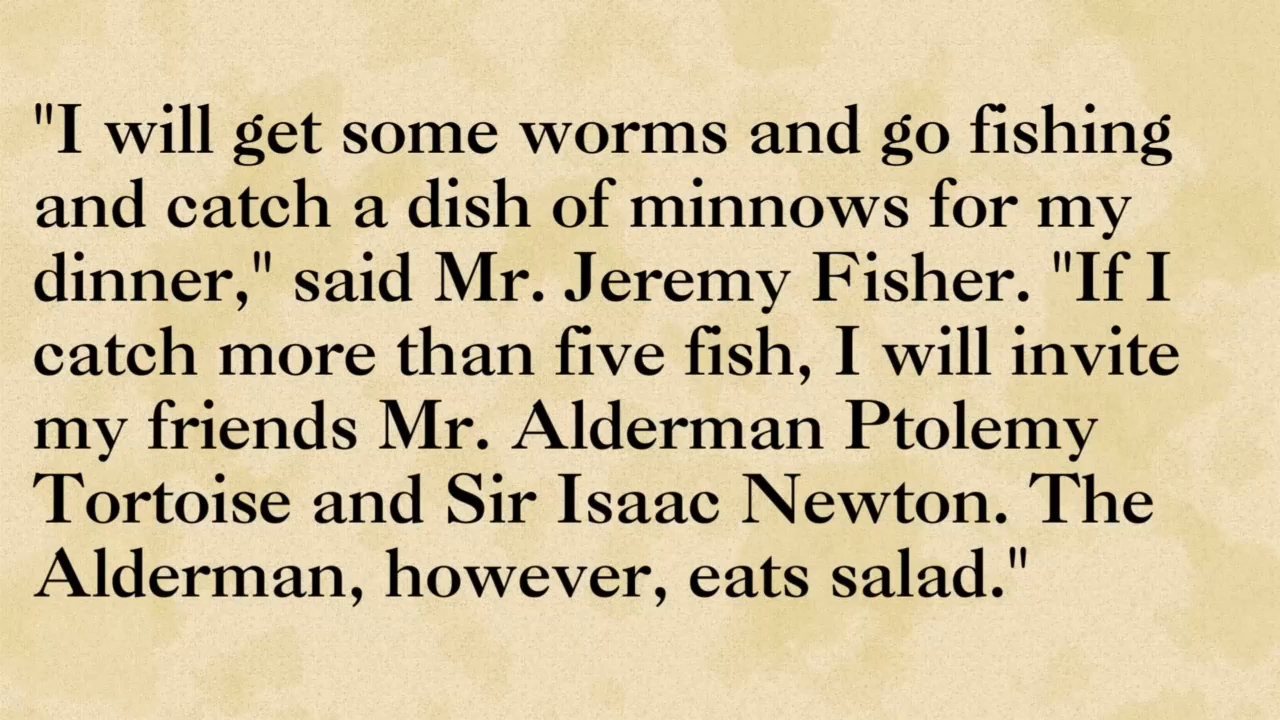 "I will get some worms and go fishing
and catch a dish of minnows for my
dinner," said Mr. Jeremy Fisher. "If I
catch more than five fish, I will invite
my friends Mr. Alderman Ptolemy
Tortoise and Sir Isaac Newton. The
Alderman, however, eats salad."